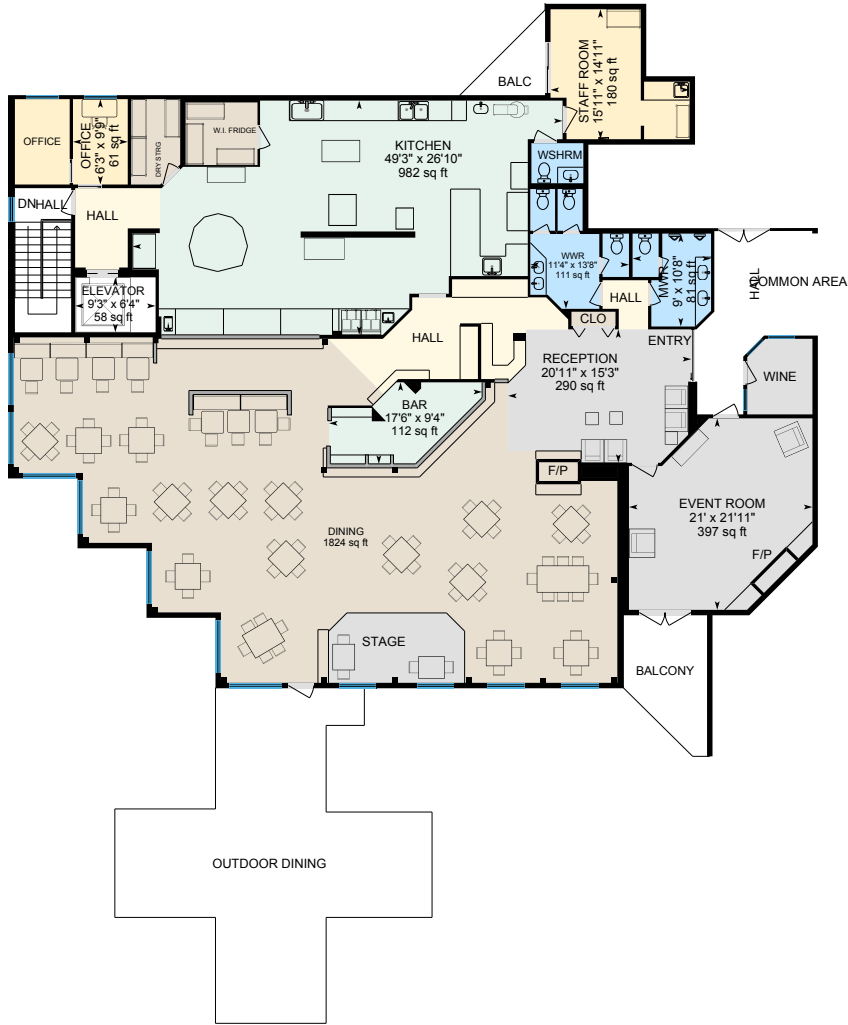 BALC
STAFF ROOM
15'11" x 14'11"
180 sq ft
OFFICE
OFFICE
6'3" x 9'9"
61 sq ft
DRY STRG
W.I. FRIDGE
KITCHEN
49'3" x 26'10"
982 sq ft
WSHRM
DN
HALL
HALL
WWR
11'4" x 13'8"
111 sq ft
MWR
9' x 10'8"
81 sq ft
HALL
COMMON AREA
ELEVATOR
9'3" x 6'4"
58 sq ft
HALL
CLO
HALL
ENTRY
RECEPTION
20'11" x 15'3"
290 sq ft
WINE
BAR
17'6" x 9'4"
112 sq ft
F/P
EVENT ROOM
21' x 21'11"
397 sq ft
DINING
1824 sq ft
F/P
STAGE
BALCONY
OUTDOOR DINING